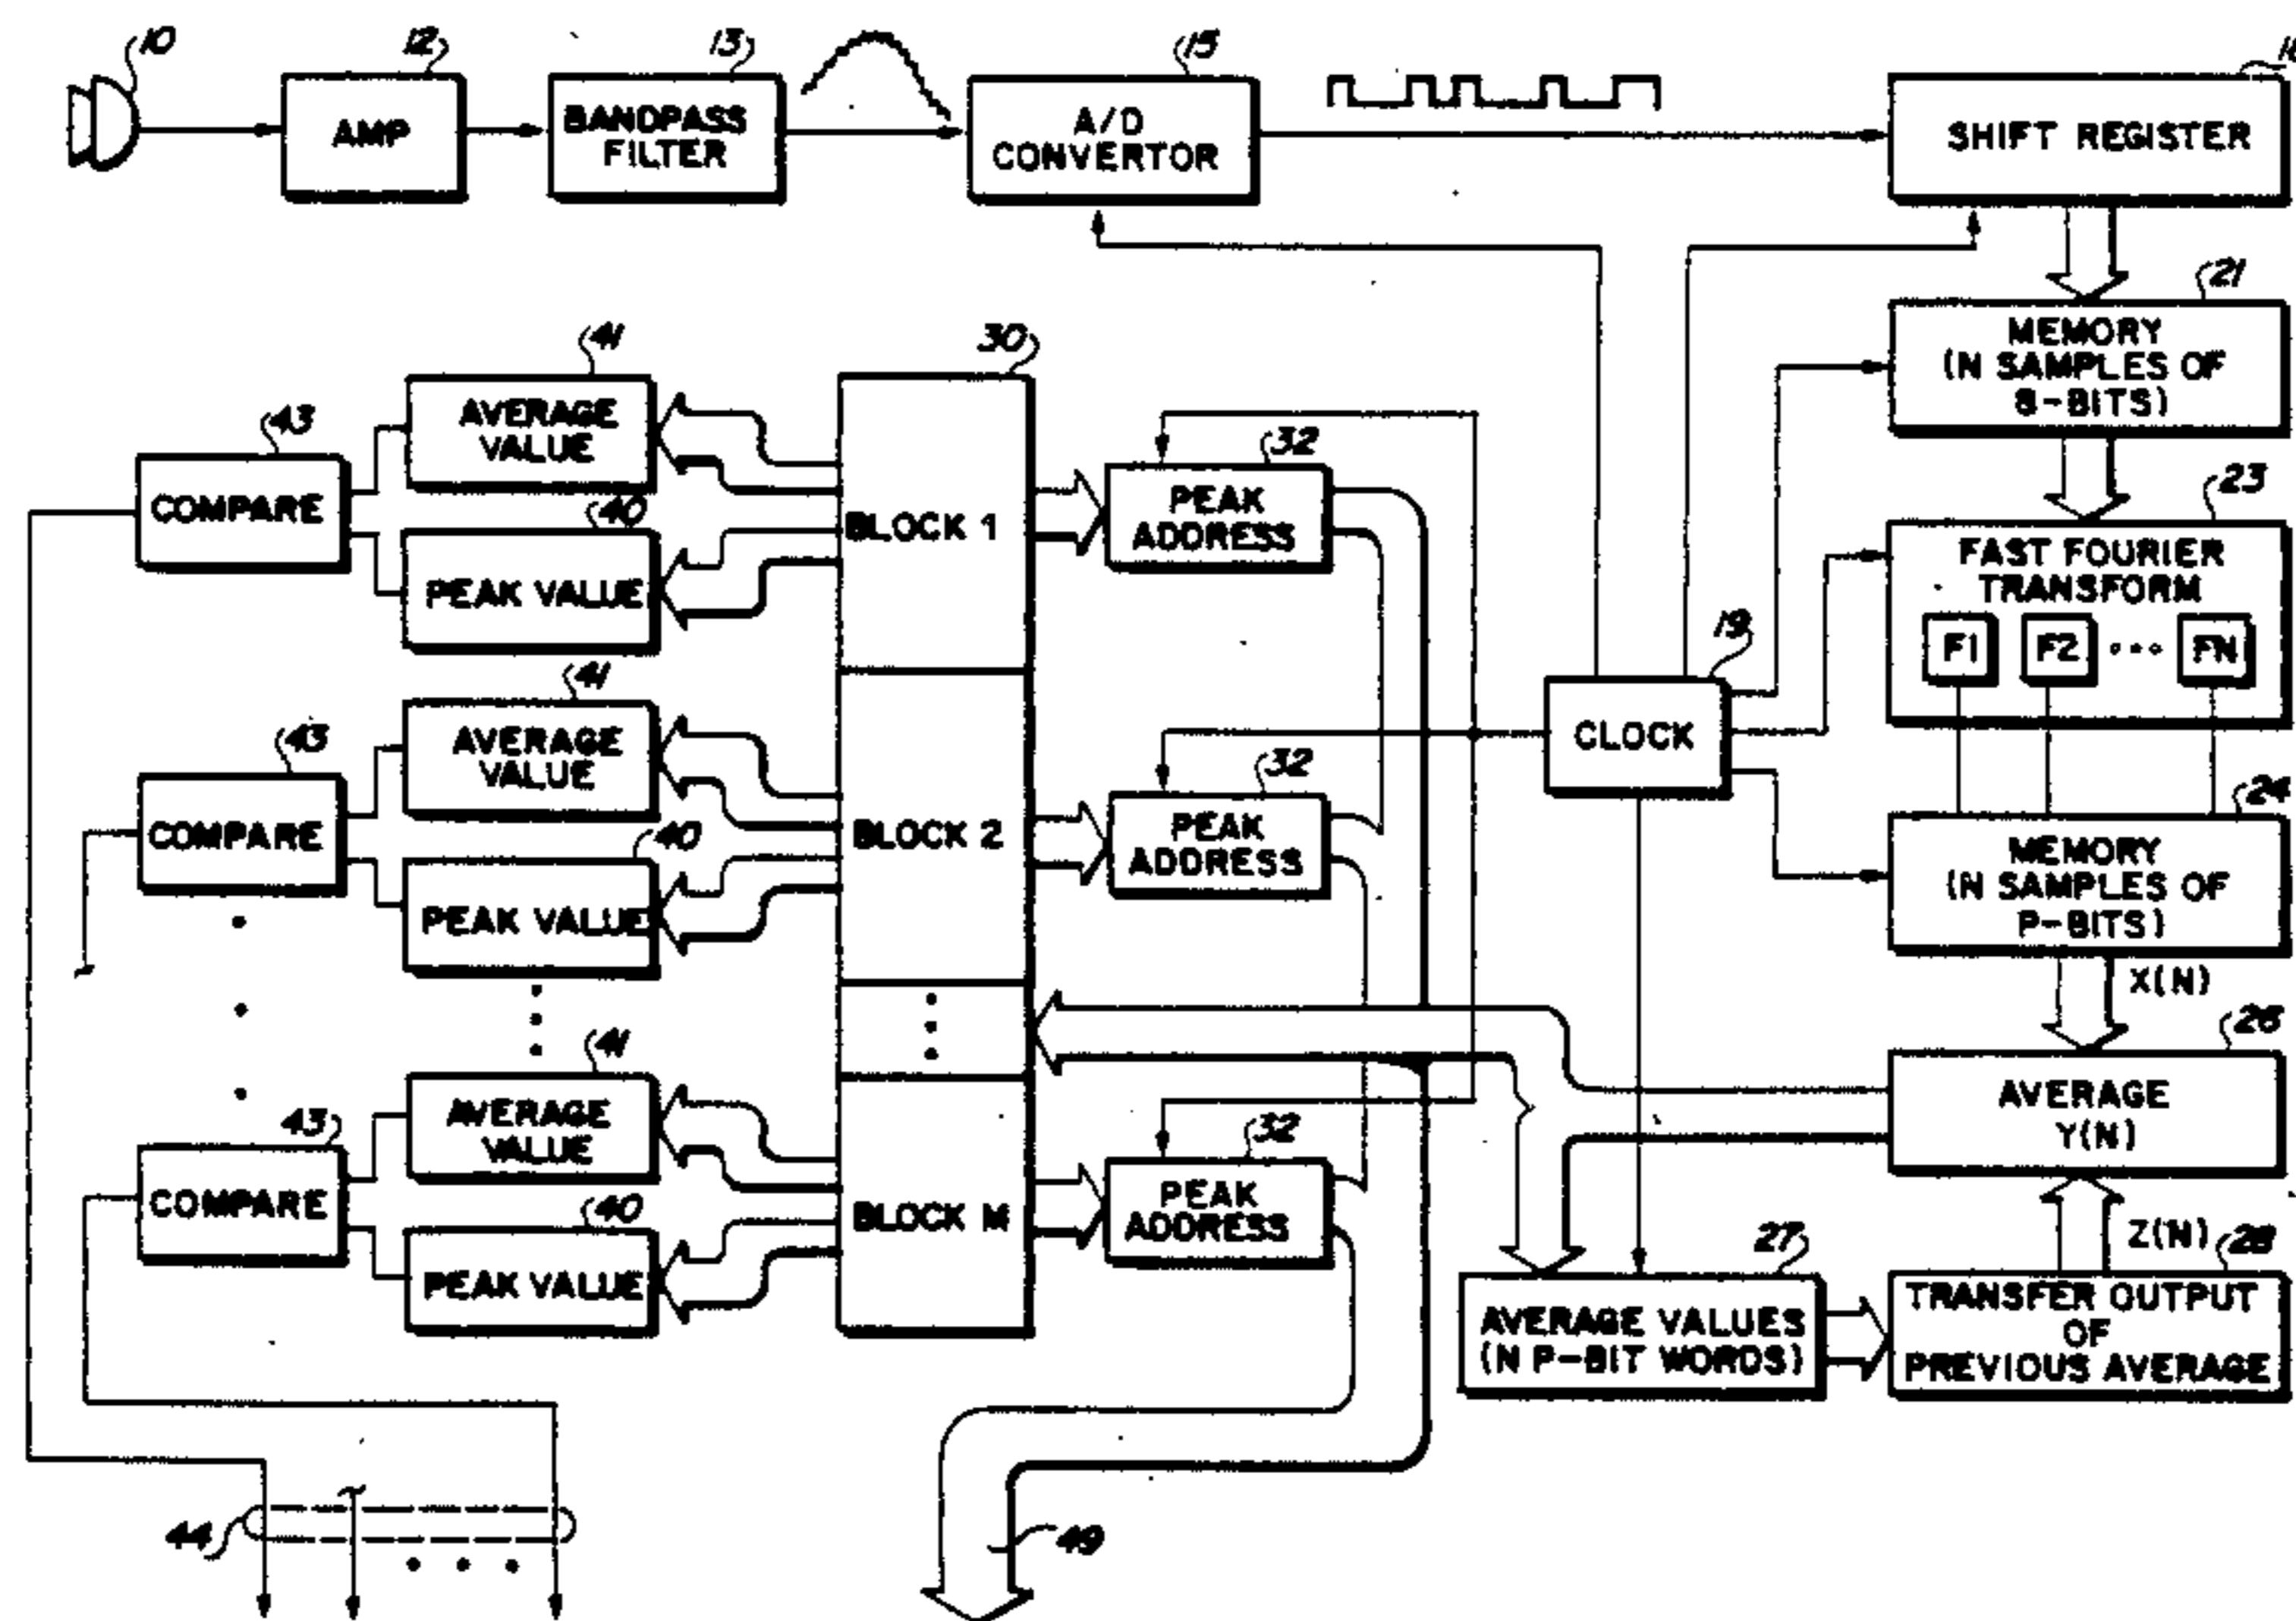 10
12
13
15
AMP
BANDPASS
FILTER
A/D
CONVERTOR
SHIFT REGISTER
21
MEMORY
(N SAMPLES OF
8-BITS)
23
FAST FOURIER
TRANSFORM
F1 F2 ••• FN
19
CLOCK
24
MEMORY
(N SAMPLES OF
P-BITS)
X(N)
26
AVERAGE
Y(N)
Z(N)
28
TRANSFER OUTPUT
OF
PREVIOUS AVERAGE
27
AVERAGE VALUES
(N P-BIT WORDS)
30
BLOCK 1
BLOCK 2
BLOCK M
32
PEAK
ADDRESS
32
PEAK
ADDRESS
32
PEAK
ADDRESS
41
AVERAGE
VALUE
43
COMPARE
40
PEAK VALUE
41
AVERAGE
VALUE
43
COMPARE
40
PEAK VALUE
41
AVERAGE
VALUE
43
COMPARE
40
PEAK VALUE
44
49